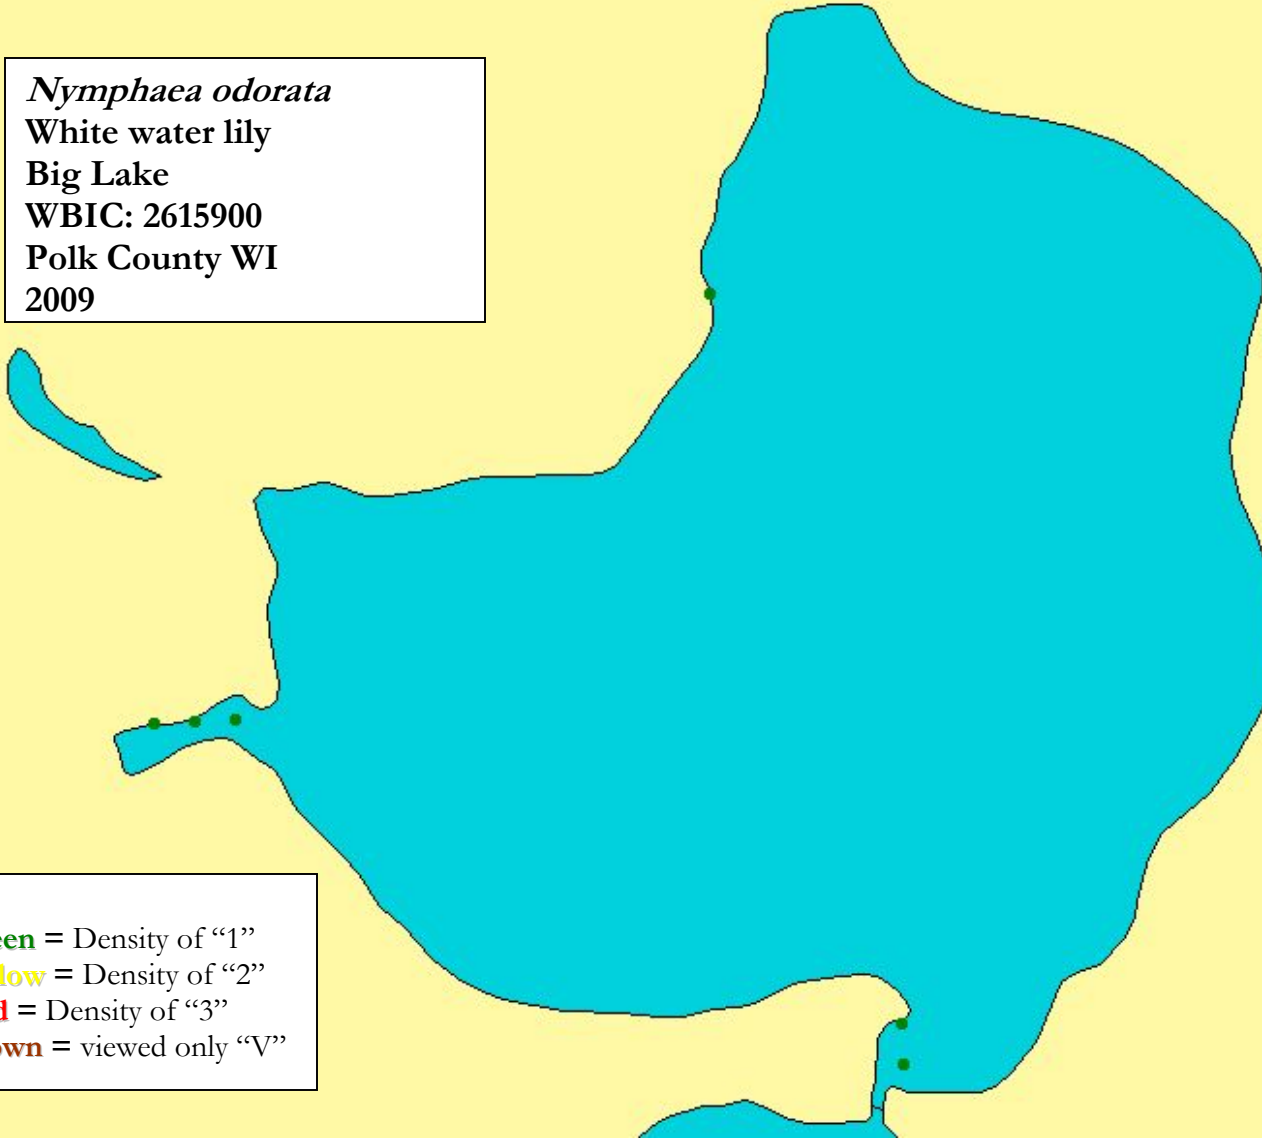 Nymphaea odorata
White water lily
Big Lake
WBIC: 2615900
Polk County WI
2009
een = Density of “1”
low = Density of “2”
d = Density of “3”
own = viewed only “V”